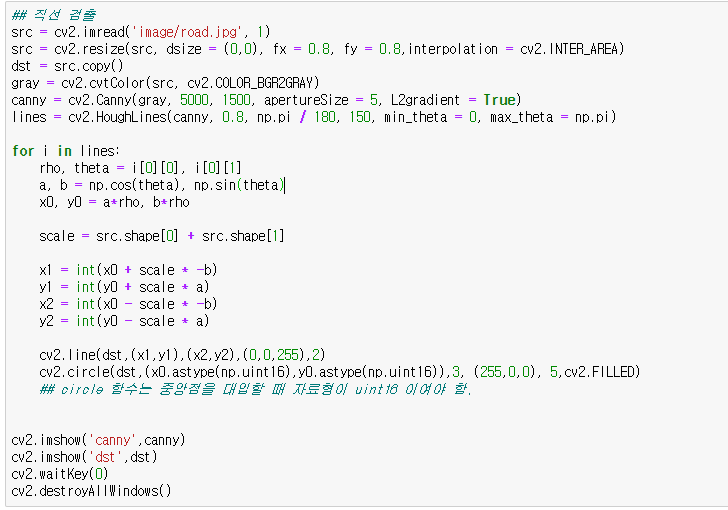 ## 직선 검출
src = cv2.imread('image/road.jpg', 1)
src = cv2.resize(src, dsize = (0,0), fx = 0.8, fy = 0.8,interpolation = cv2.INTER_AREA)
dst = src.copy()
gray = cv2.cvtColor(src, cv2.COLOR_BGR2GRAY)
canny = cv2.Canny(gray, 5000, 1500, apertureSize = 5, L2gradient = True)
lines = cv2.HoughLines(canny, 0.8, np.pi / 180, 150, min_theta = 0, max_theta = np.pi)

for i in lines:
    rho, theta = i[0][0], i[0][1]
    a, b = np.cos(theta), np.sin(theta)
    x0, y0 = a*rho, b*rho

    scale = src.shape[0] + src.shape[1]

    x1 = int(x0 + scale * -b)
    y1 = int(y0 + scale * a)
    x2 = int(x0 - scale * -b)
    y2 = int(y0 - scale * a)

    cv2.line(dst,(x1,y1),(x2,y2),(0,0,255),2)
    cv2.circle(dst,(x0.astype(np.uint16),y0.astype(np.uint16)),3, (255,0,0), 5,cv2.FILLED)
    ## circle 함수는 중앙점을 대입할 때 자료형이 uint16 이여야 함.

cv2.imshow('canny',canny)
cv2.imshow('dst',dst)
cv2.waitKey(0)
cv2.destroyAllWindows()